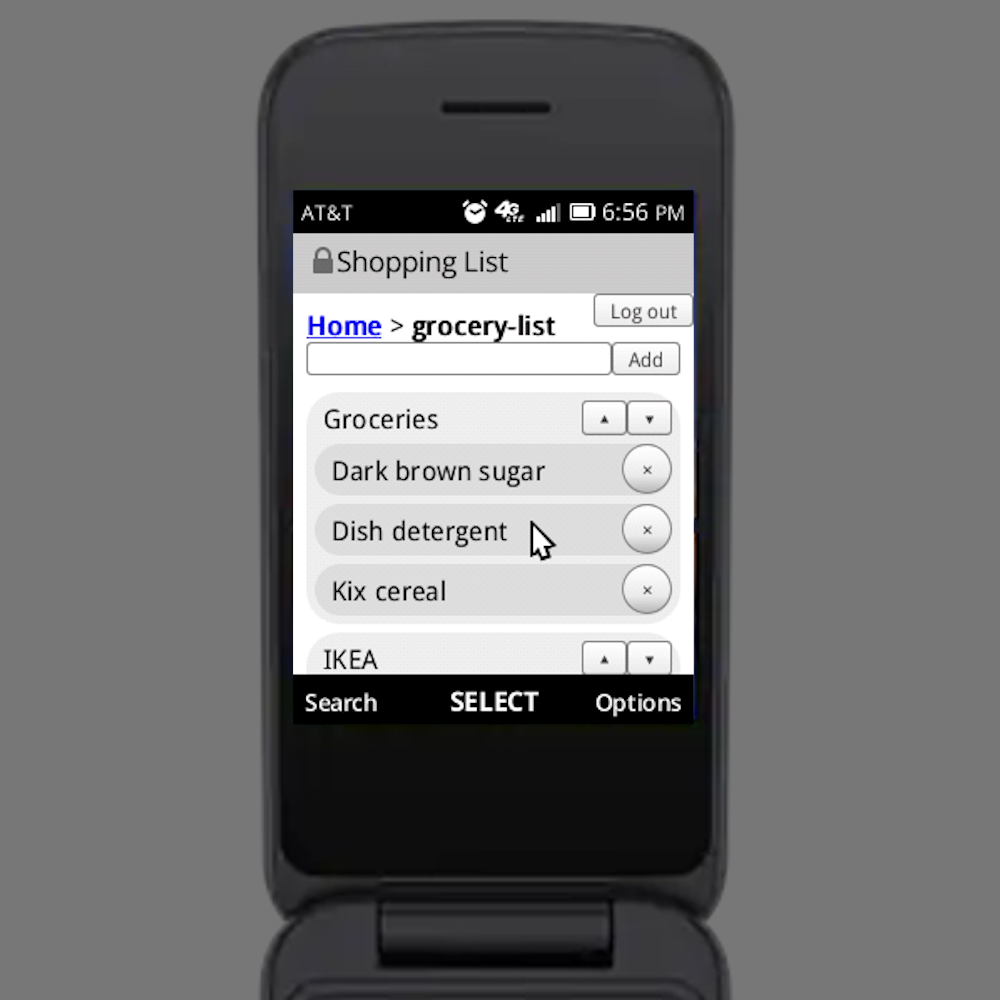 AT&T 4G LTE 6:56 PM
Shopping List
Log out
Home > grocery-list
Add
Groceries ▲ ▼
Dark brown sugar ×
Dish detergent ×
Kix cereal ×
IKEA ▲ ▼
Search SELECT Options